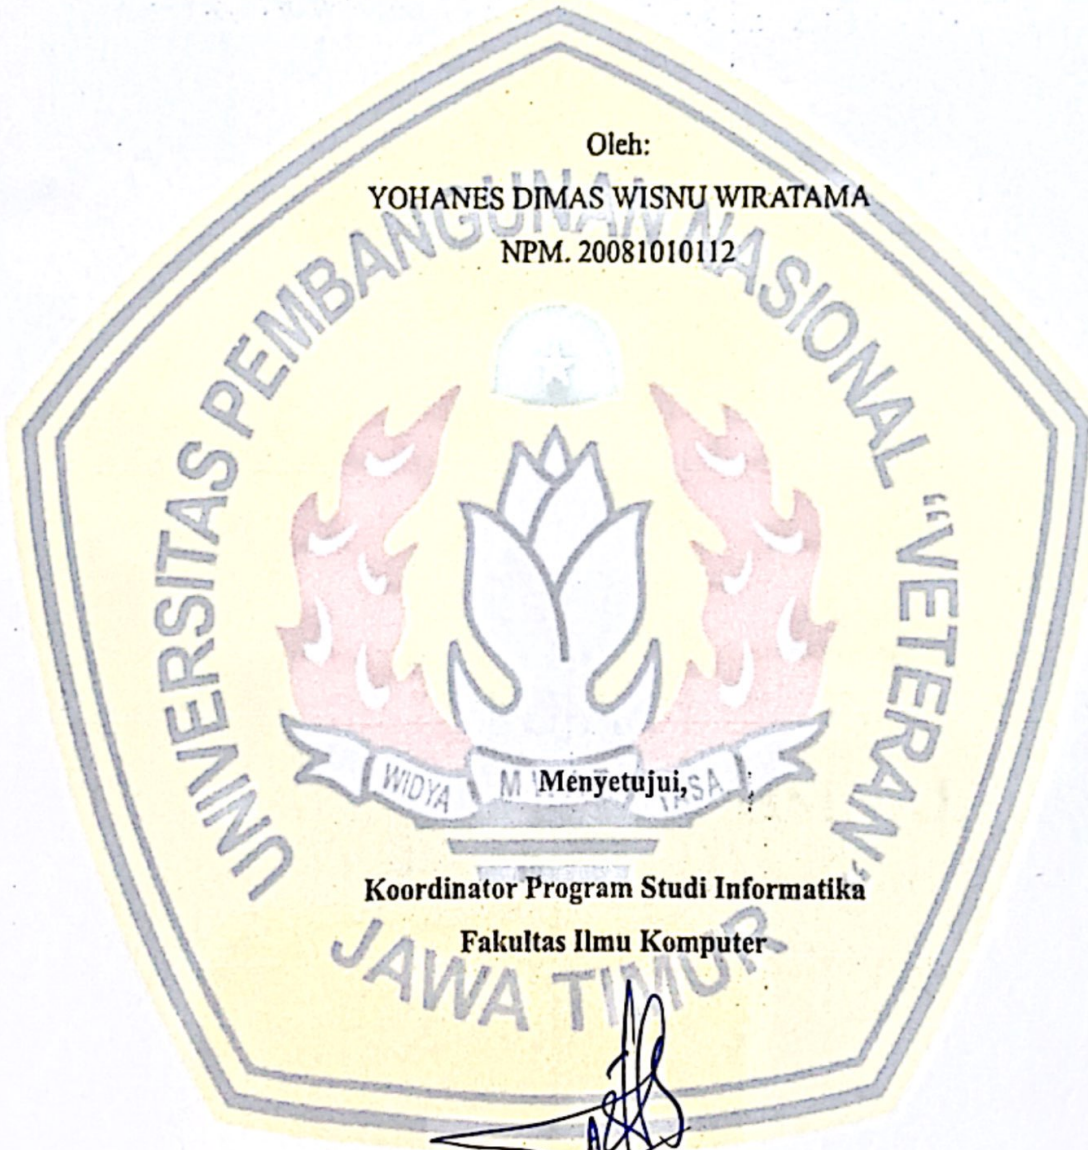 Oleh:
YOHANES DIMAS WISNU WIRATAMA
NPM. 20081010112
UNIVERSITAS PEMBANGUNAN NASIONAL “VETERAN”
WIDYA
YASA
Menyetujui,
Koordinator Program Studi Informatika
Fakultas Ilmu Komputer
JAWA TIMUR